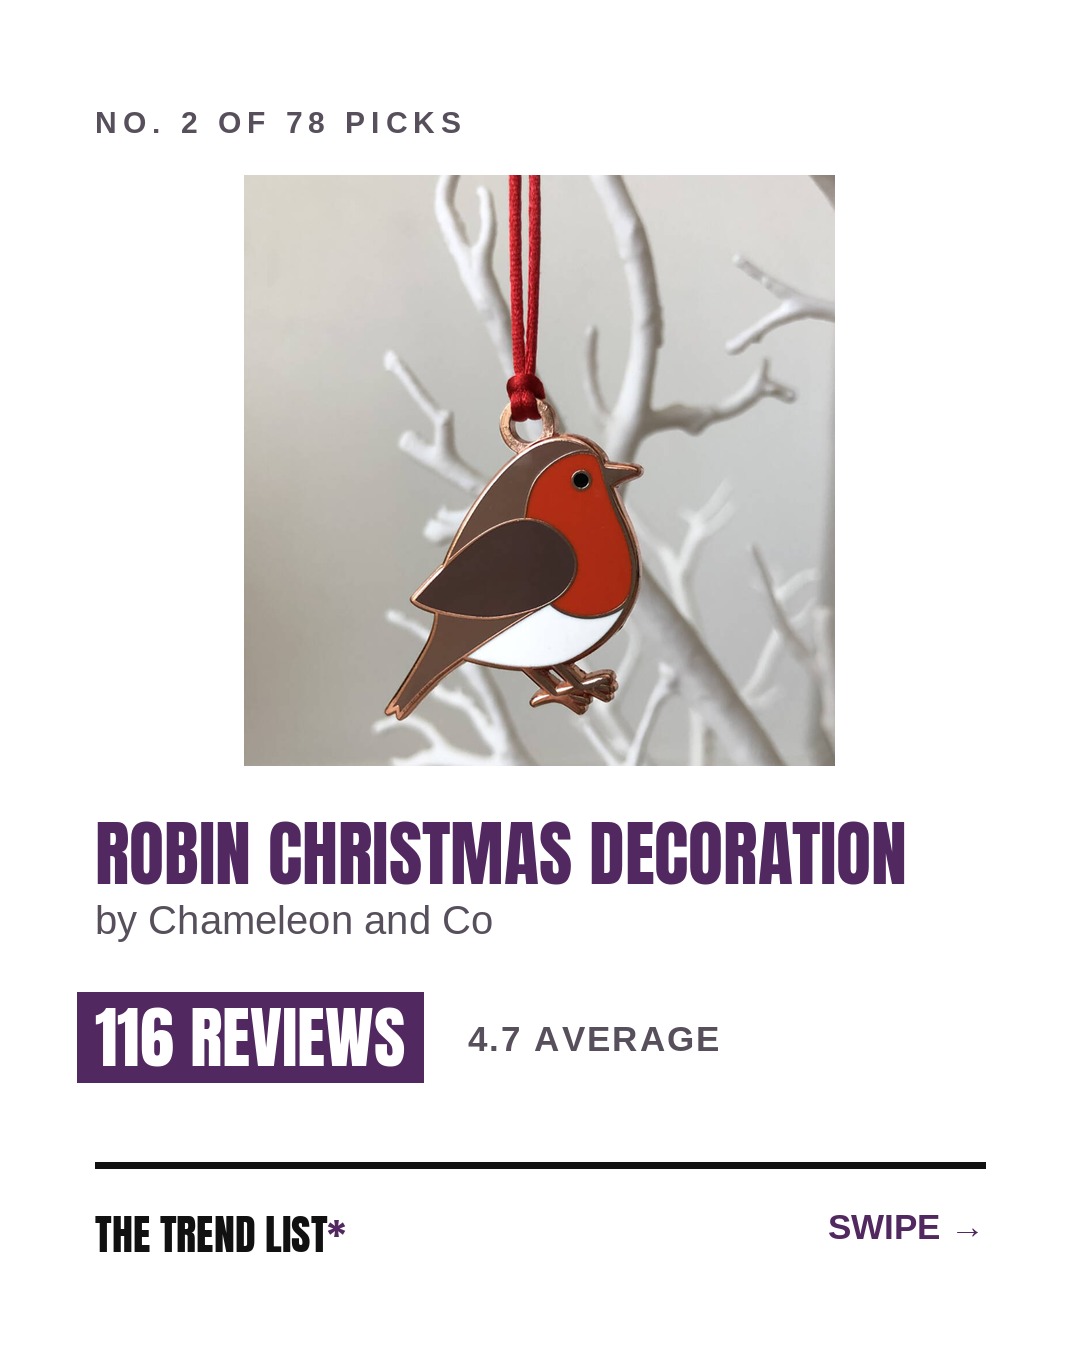 NO. 2 OF 78 PICKS
ROBIN CHRISTMAS DECORATION
by Chameleon and Co
116 REVIEWS
4.7 AVERAGE
THE TREND LIST*
SWIPE →